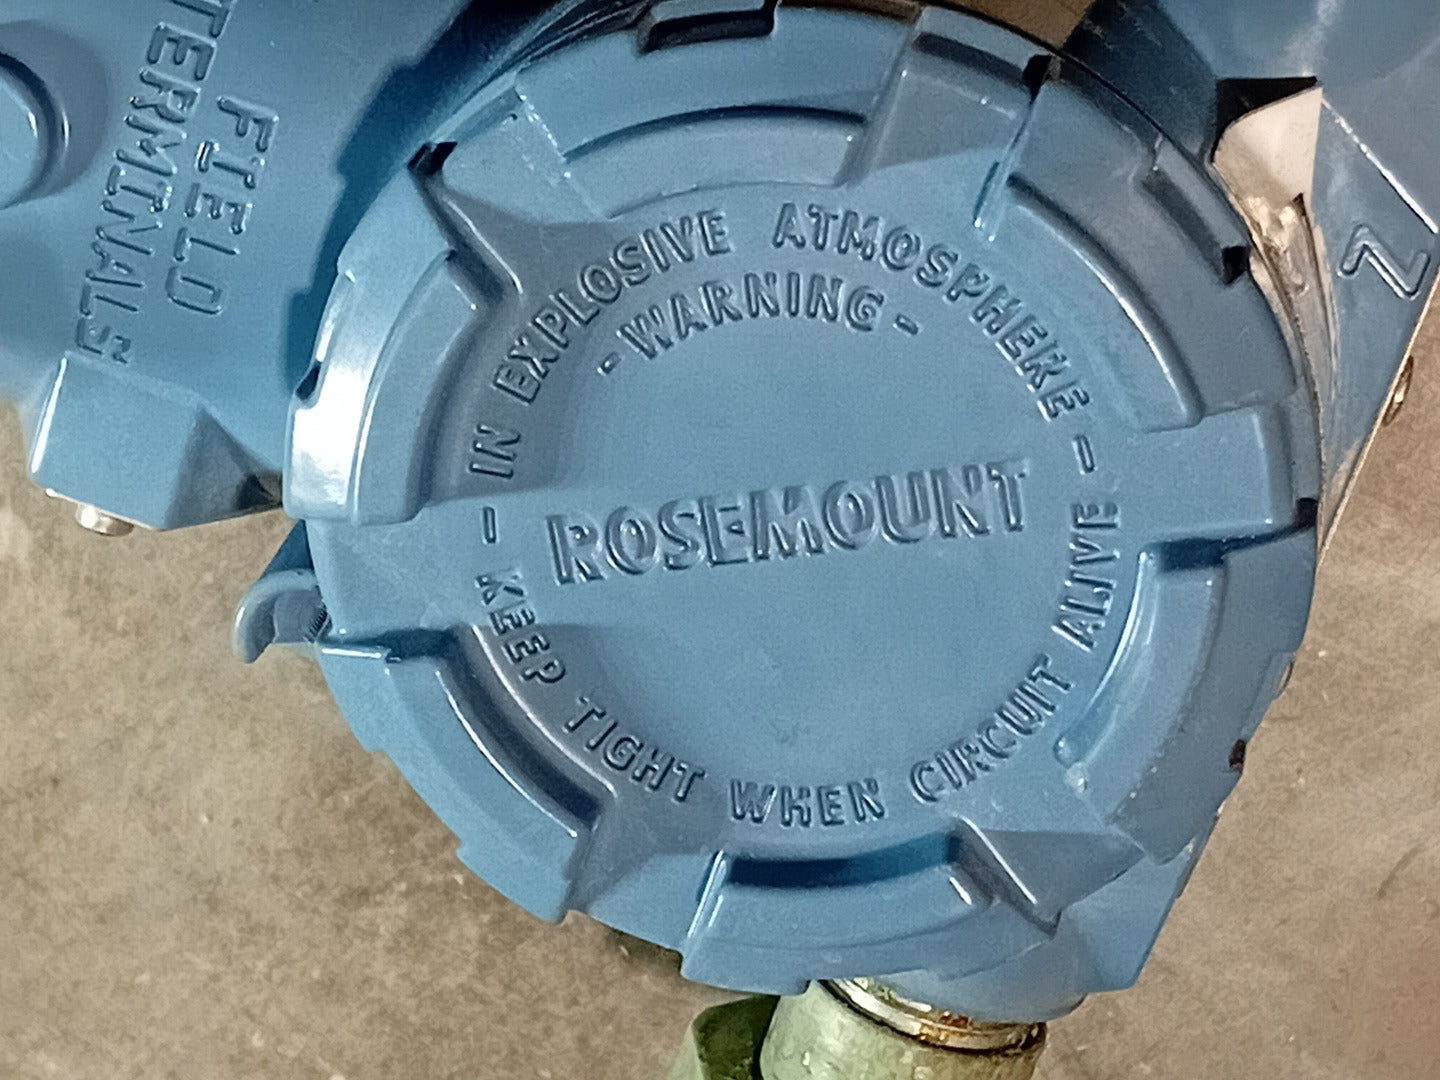 FIELD
TERMINALS
- WARNING -
- IN EXPLOSIVE ATMOSPHERE -
KEEP TIGHT WHEN CIRCUIT ALIVE
ROSEMOUNT